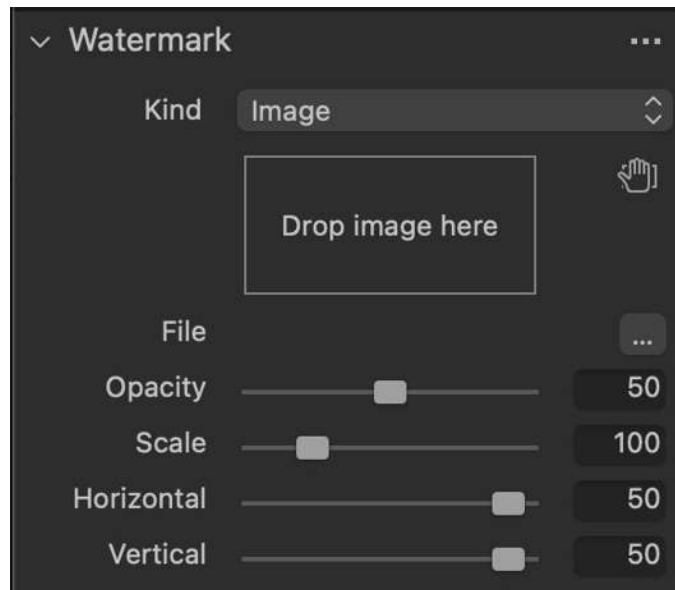 Watermark
Kind Image
Drop image here
File ...
Opacity 50
Scale 100
Horizontal 50
Vertical 50